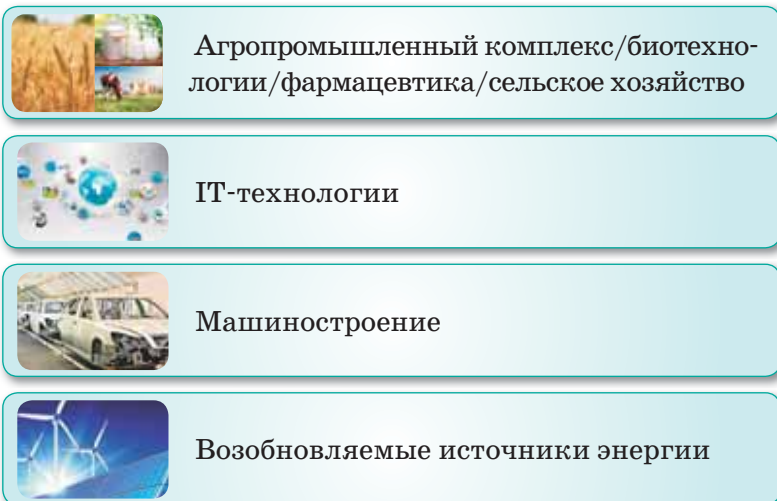 Агропромышленный комплекс/биотехно-
логии/фармацевтика/сельское хозяйство
IT-технологии
Машиностроение
Возобновляемые источники энергии